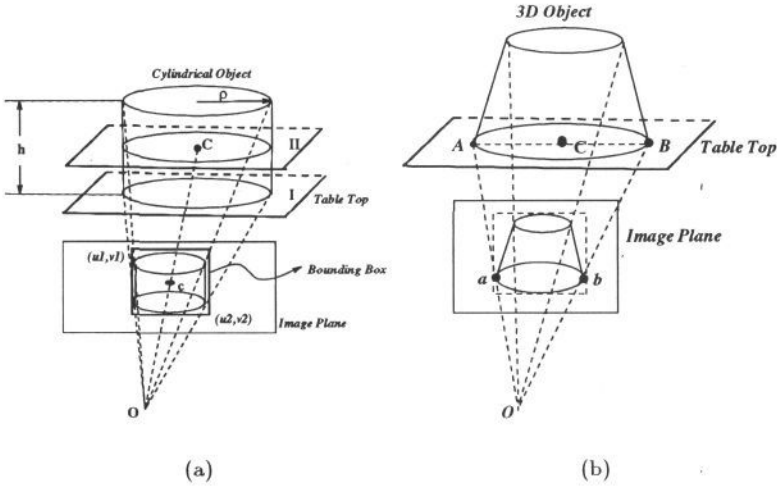 Cylindrical Object
ρ
h
C
II
I
Table Top
(u1,v1)
c
Bounding Box
(u2,v2)
Image Plane
O
(a)
3D Object
A
C
B
Table Top
Image Plane
a
b
O
(b)